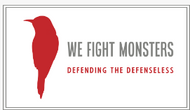 WE FIGHT MONSTERS
DEFENDING THE DEFENSELESS